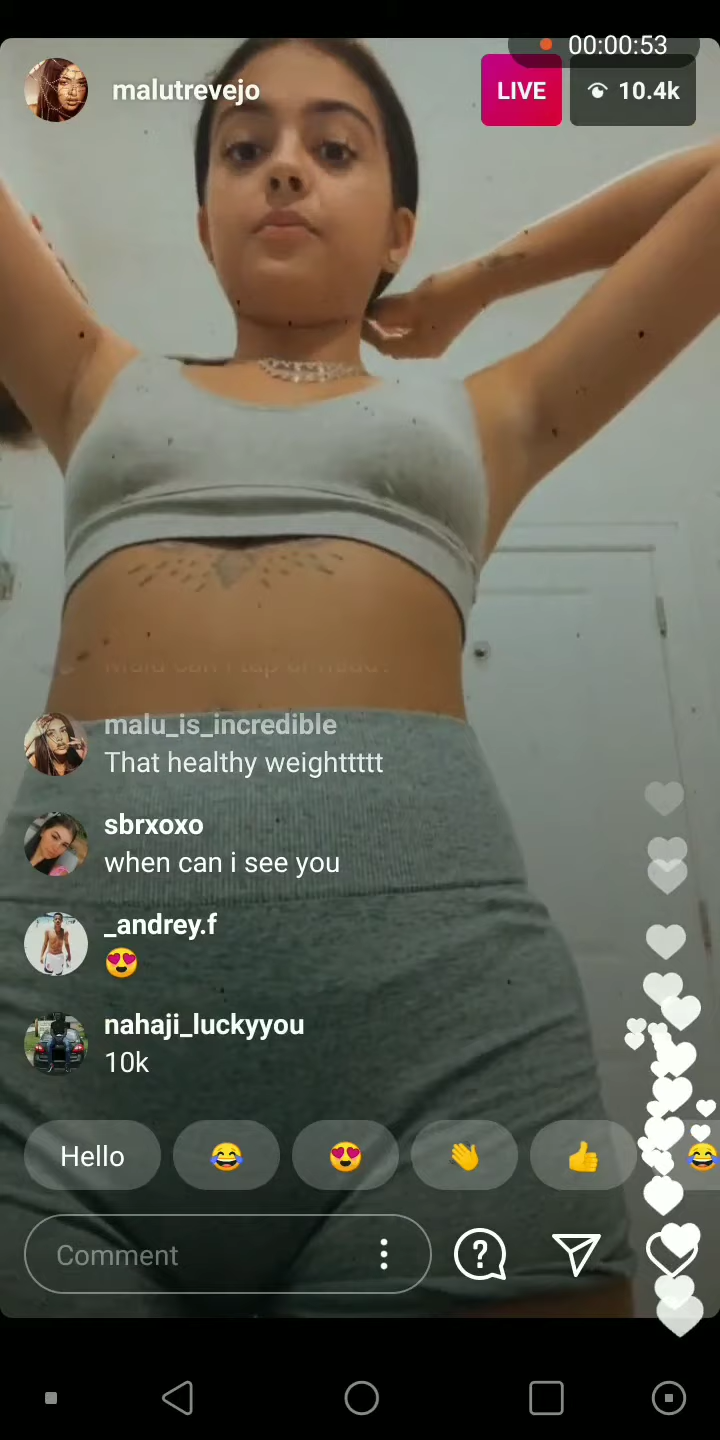 00:00:53
malutrevejo
LIVE
10.4k
malu_is_incredible
That healthy weighttttt
sbrxoxo
when can i see you
_andrey.f
😍
nahaji_luckyyou
10k
Hello
Comment